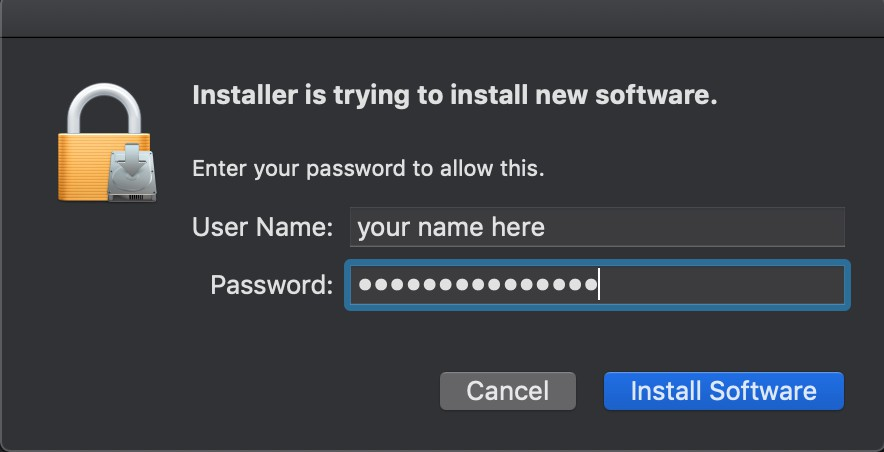 Installer is trying to install new software.
Enter your password to allow this.
User Name: your name here
Password: ●●●●●●●●●●●●●●●
Cancel Install Software